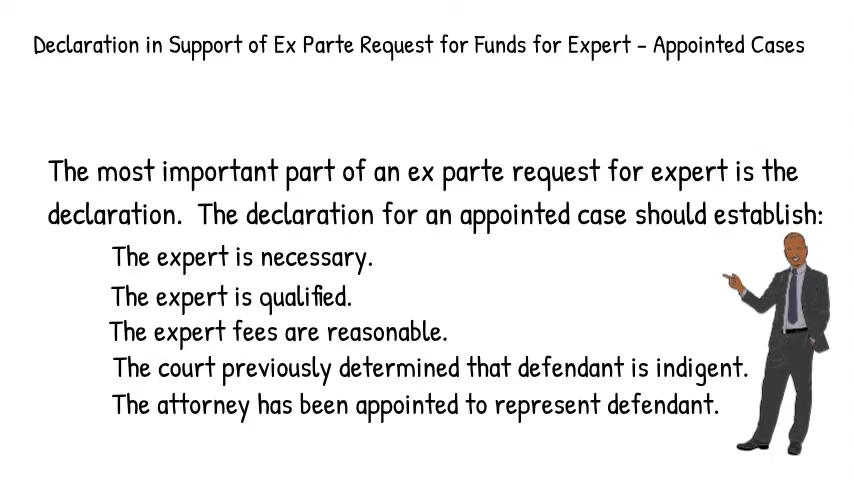 Declaration in Support of Ex Parte Request for Funds for Expert - Appointed Cases
The most important part of an ex parte request for expert is the
declaration. The declaration for an appointed case should establish:
The expert is necessary.
The expert is qualified.
The expert fees are reasonable.
The court previously determined that defendant is indigent.
The attorney has been appointed to represent defendant.